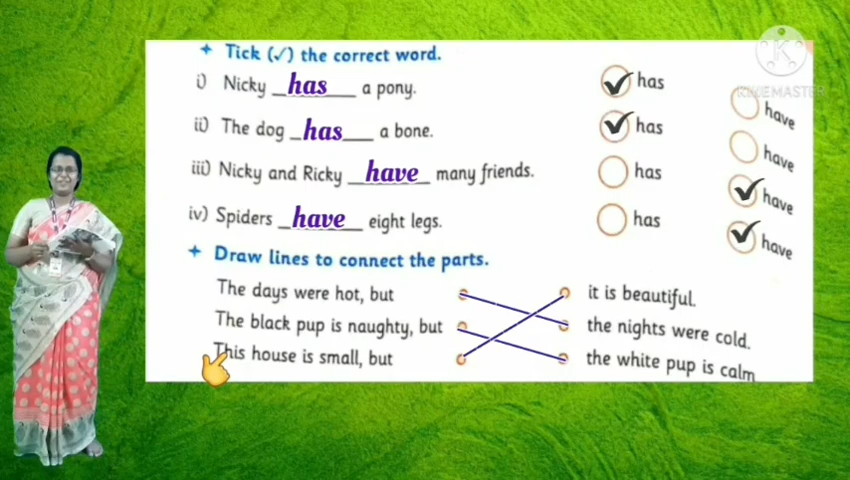 Tick (✓) the correct word.
i) Nicky has a pony. has have
ii) The dog has a bone. has have
iii) Nicky and Ricky have many friends. has have
iv) Spiders have eight legs. has have
Draw lines to connect the parts.
The days were hot, but it is beautiful.
The black pup is naughty, but the nights were cold.
This house is small, but the white pup is calm
KINEMASTER